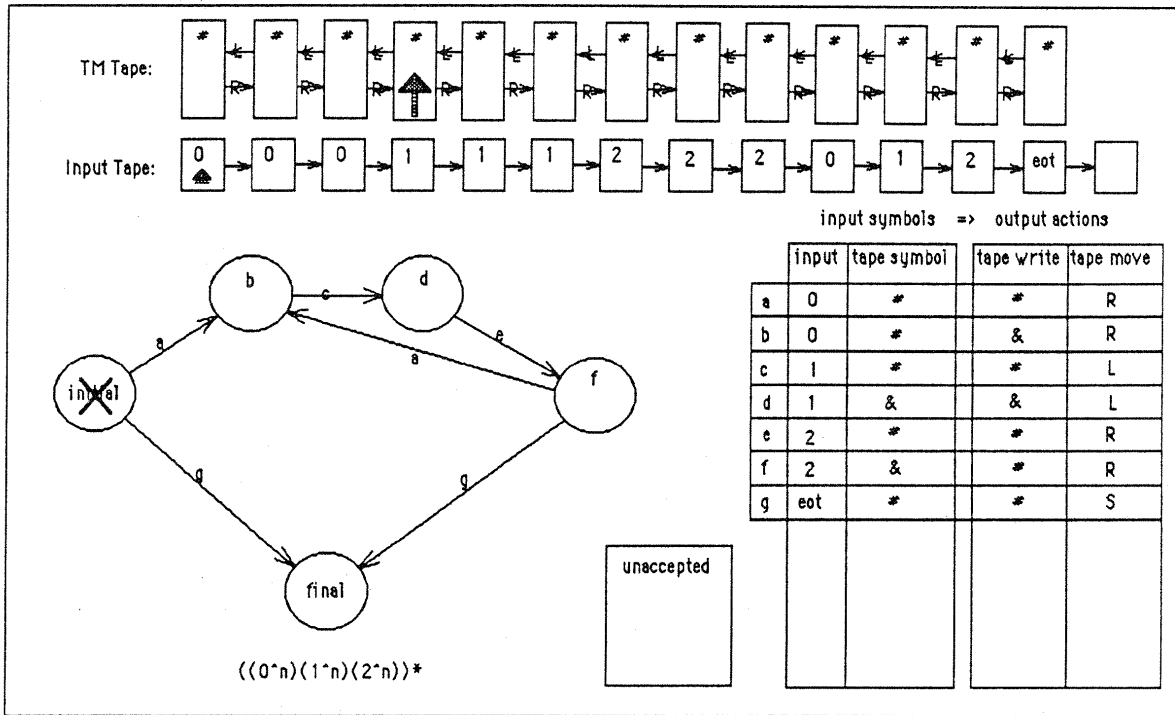 # # # # # # # # # # # # #
L L L L L L L L L L L L
TM Tape:
R R R R R R R R R R R R
Input Tape: 0 0 0 1 1 1 2 2 2 0 1 2 eot
input symbols => output actions
input tape symbol tape write tape move
a 0 # # R
b 0 # & R
c 1 # # L
d 1 & & L
e 2 # # R
f 2 & # R
g eot # # S
b c d
a e
a
initial f
g g
unaccepted
final
((0^n)(1^n)(2^n))*